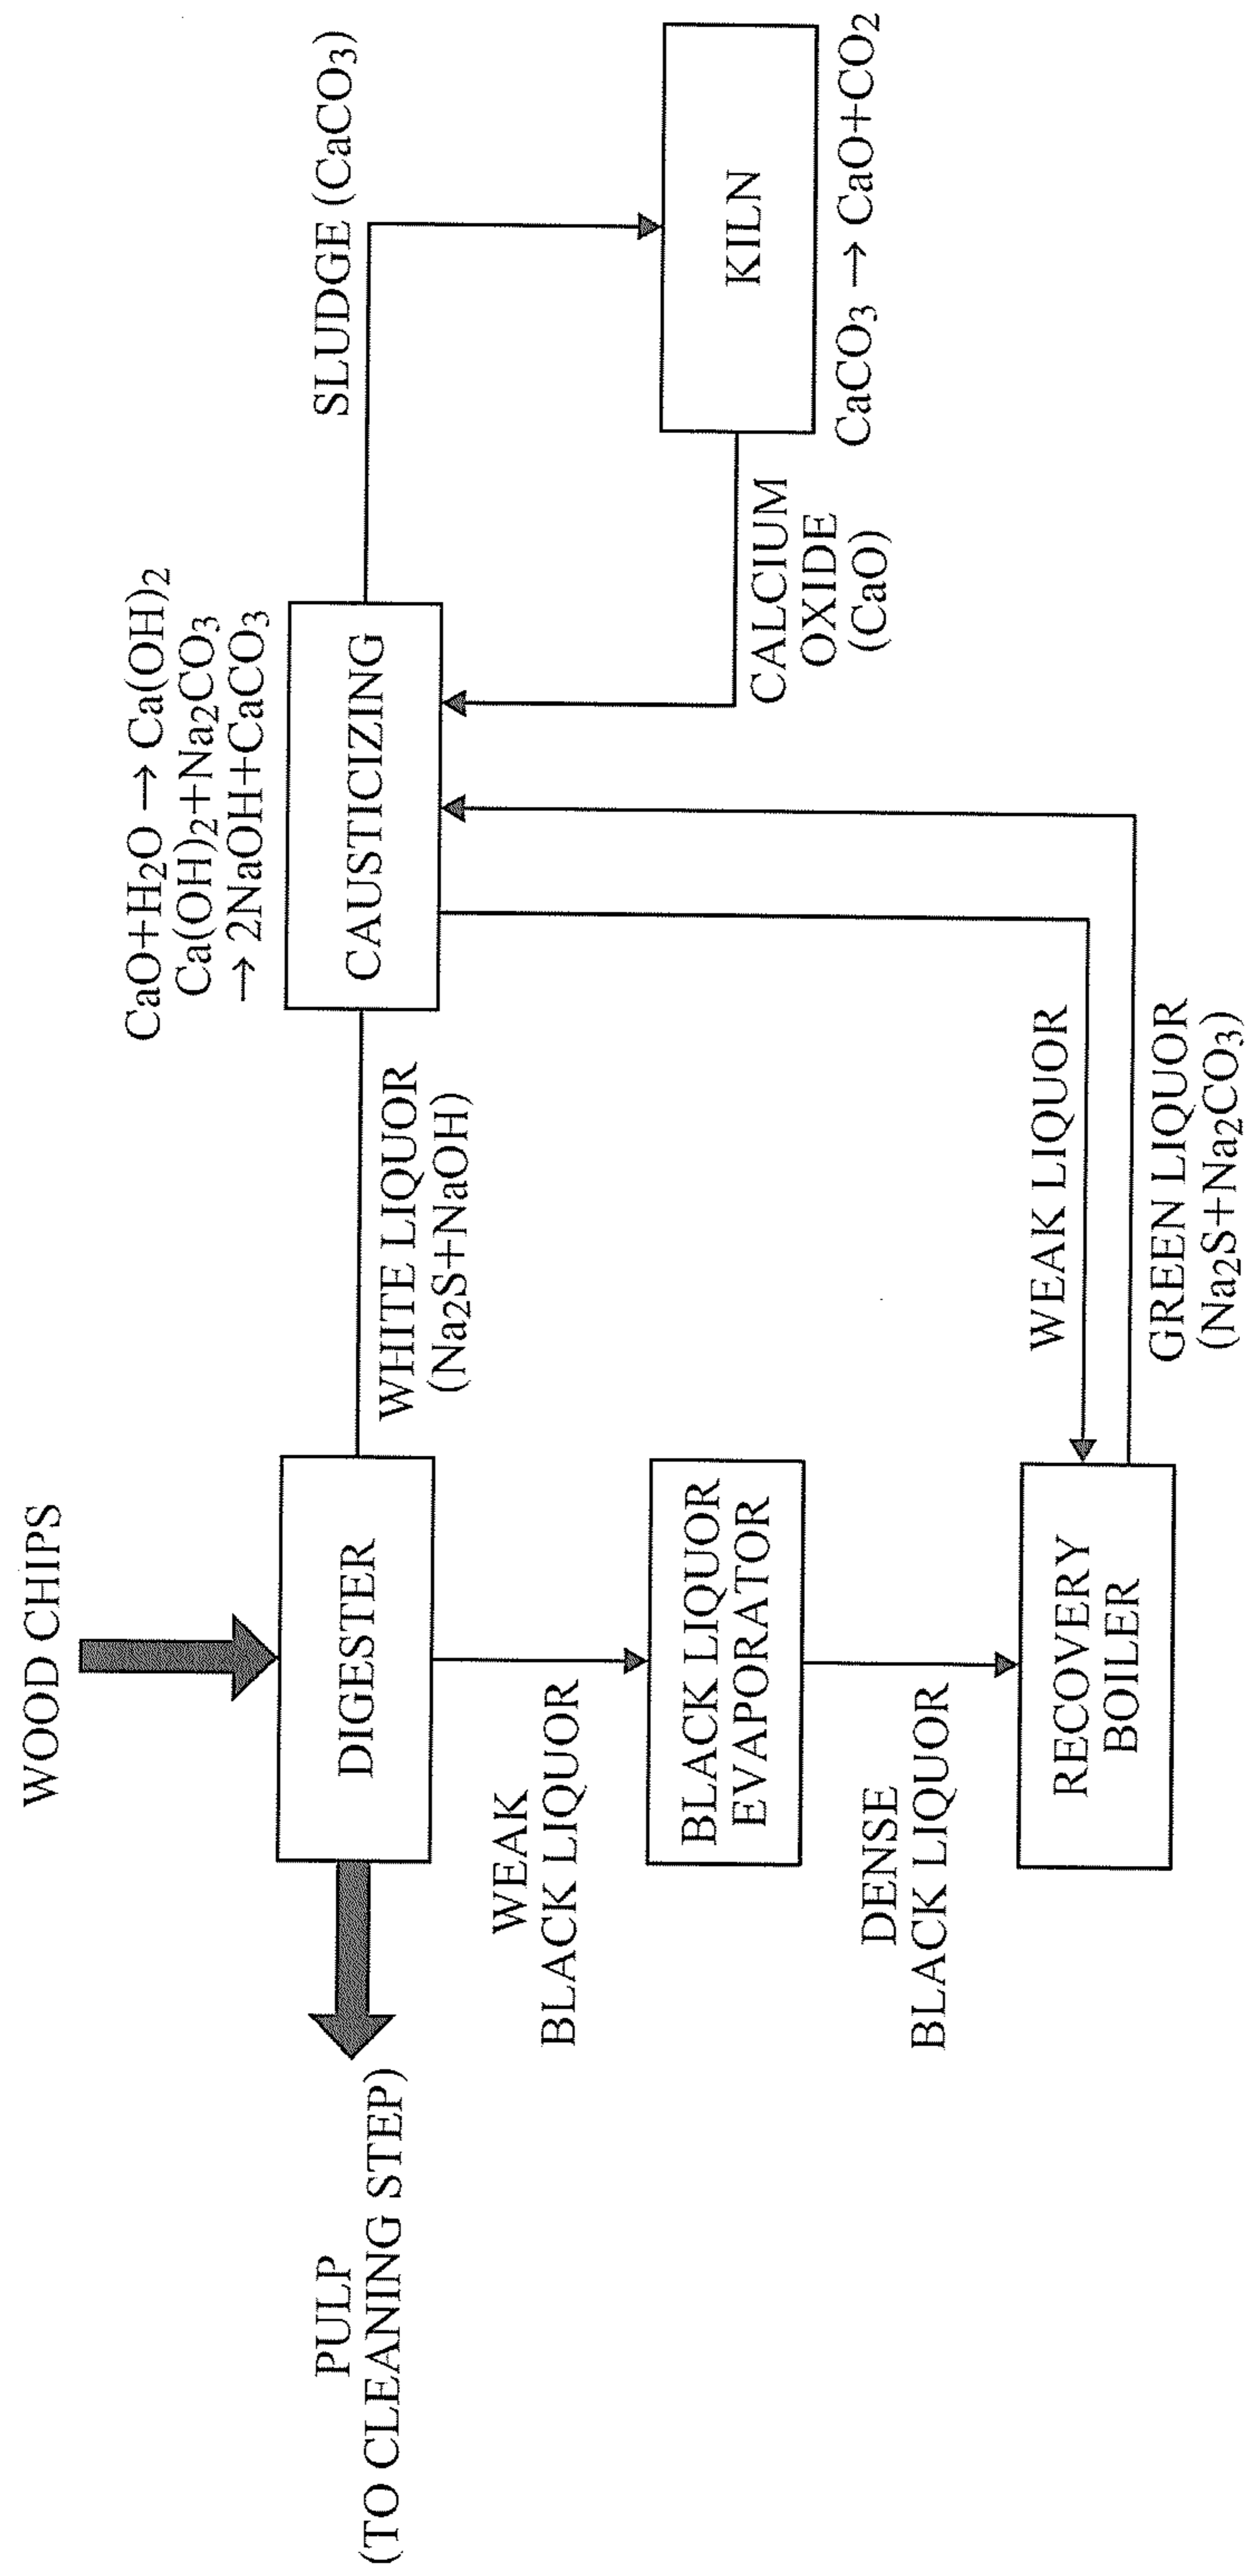 WOOD CHIPS
PULP
(TO CLEANING STEP)
DIGESTER
WHITE LIQUOR
(Na2S+NaOH)
CaO+H2O → Ca(OH)2
Ca(OH)2+Na2CO3
→ 2NaOH+CaCO3
CAUSTICIZING
SLUDGE (CaCO3)
WEAK
BLACK LIQUOR
BLACK LIQUOR
EVAPORATOR
CALCIUM
OXIDE
(CaO)
KILN
CaCO3 → CaO+CO2
DENSE
BLACK LIQUOR
RECOVERY
BOILER
WEAK LIQUOR
GREEN LIQUOR
(Na2S+Na2CO3)